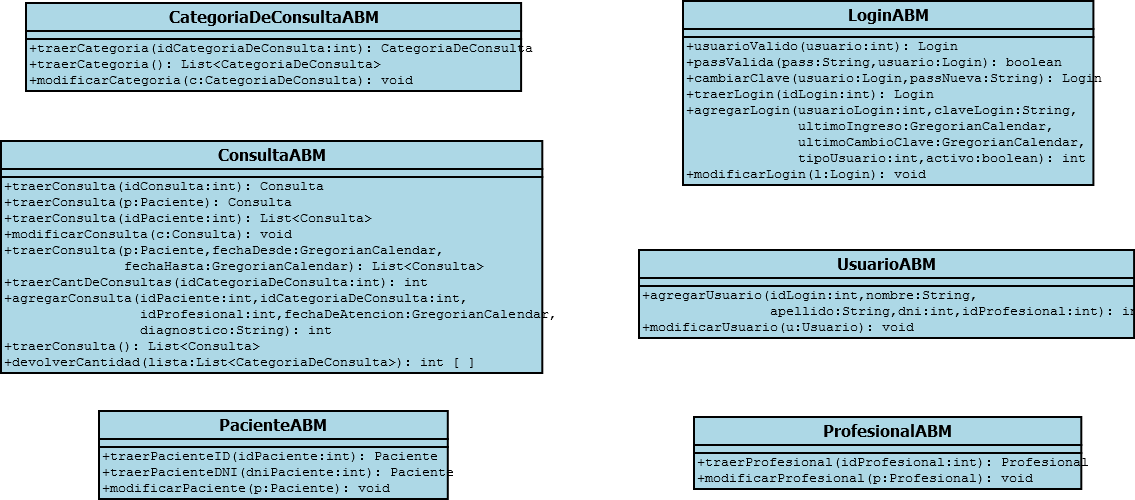 CategoriaDeConsultaABM
+traerCategoria(idCategoriaDeConsulta:int): CategoriaDeConsulta
+traerCategoria(): List<CategoriaDeConsulta>
+modificarCategoria(c:CategoriaDeConsulta): void
LoginABM
+usuarioValido(usuario:int): Login
+passValida(pass:String,usuario:Login): boolean
+cambiarClave(usuario:Login,passNueva:String): Login
+traerLogin(idLogin:int): Login
+agregarLogin(usuarioLogin:int,claveLogin:String,
ultimoIngreso:GregorianCalendar,
ultimoCambioClave:GregorianCalendar,
tipoUsuario:int,activo:boolean): int
+modificarLogin(l:Login): void
ConsultaABM
+traerConsulta(idConsulta:int): Consulta
+traerConsulta(p:Paciente): Consulta
+traerConsulta(idPaciente:int): List<Consulta>
+modificarConsulta(c:Consulta): void
+traerConsulta(p:Paciente,fechaDesde:GregorianCalendar,
fechaHasta:GregorianCalendar): List<Consulta>
+traerCantDeConsultas(idCategoriaDeConsulta:int): int
+agregarConsulta(idPaciente:int,idCategoriaDeConsulta:int,
idProfesional:int,fechaDeAtencion:GregorianCalendar,
diagnostico:String): int
+traerConsulta(): List<Consulta>
+devolverCantidad(lista:List<CategoriaDeConsulta>): int [ ]
UsuarioABM
+agregarUsuario(idLogin:int,nombre:String,
apellido:String,dni:int,idProfesional:int): in
+modificarUsuario(u:Usuario): void
PacienteABM
+traerPacienteID(idPaciente:int): Paciente
+traerPacienteDNI(dniPaciente:int): Paciente
+modificarPaciente(p:Paciente): void
ProfesionalABM
+traerProfesional(idProfesional:int): Profesional
+modificarProfesional(p:Profesional): void